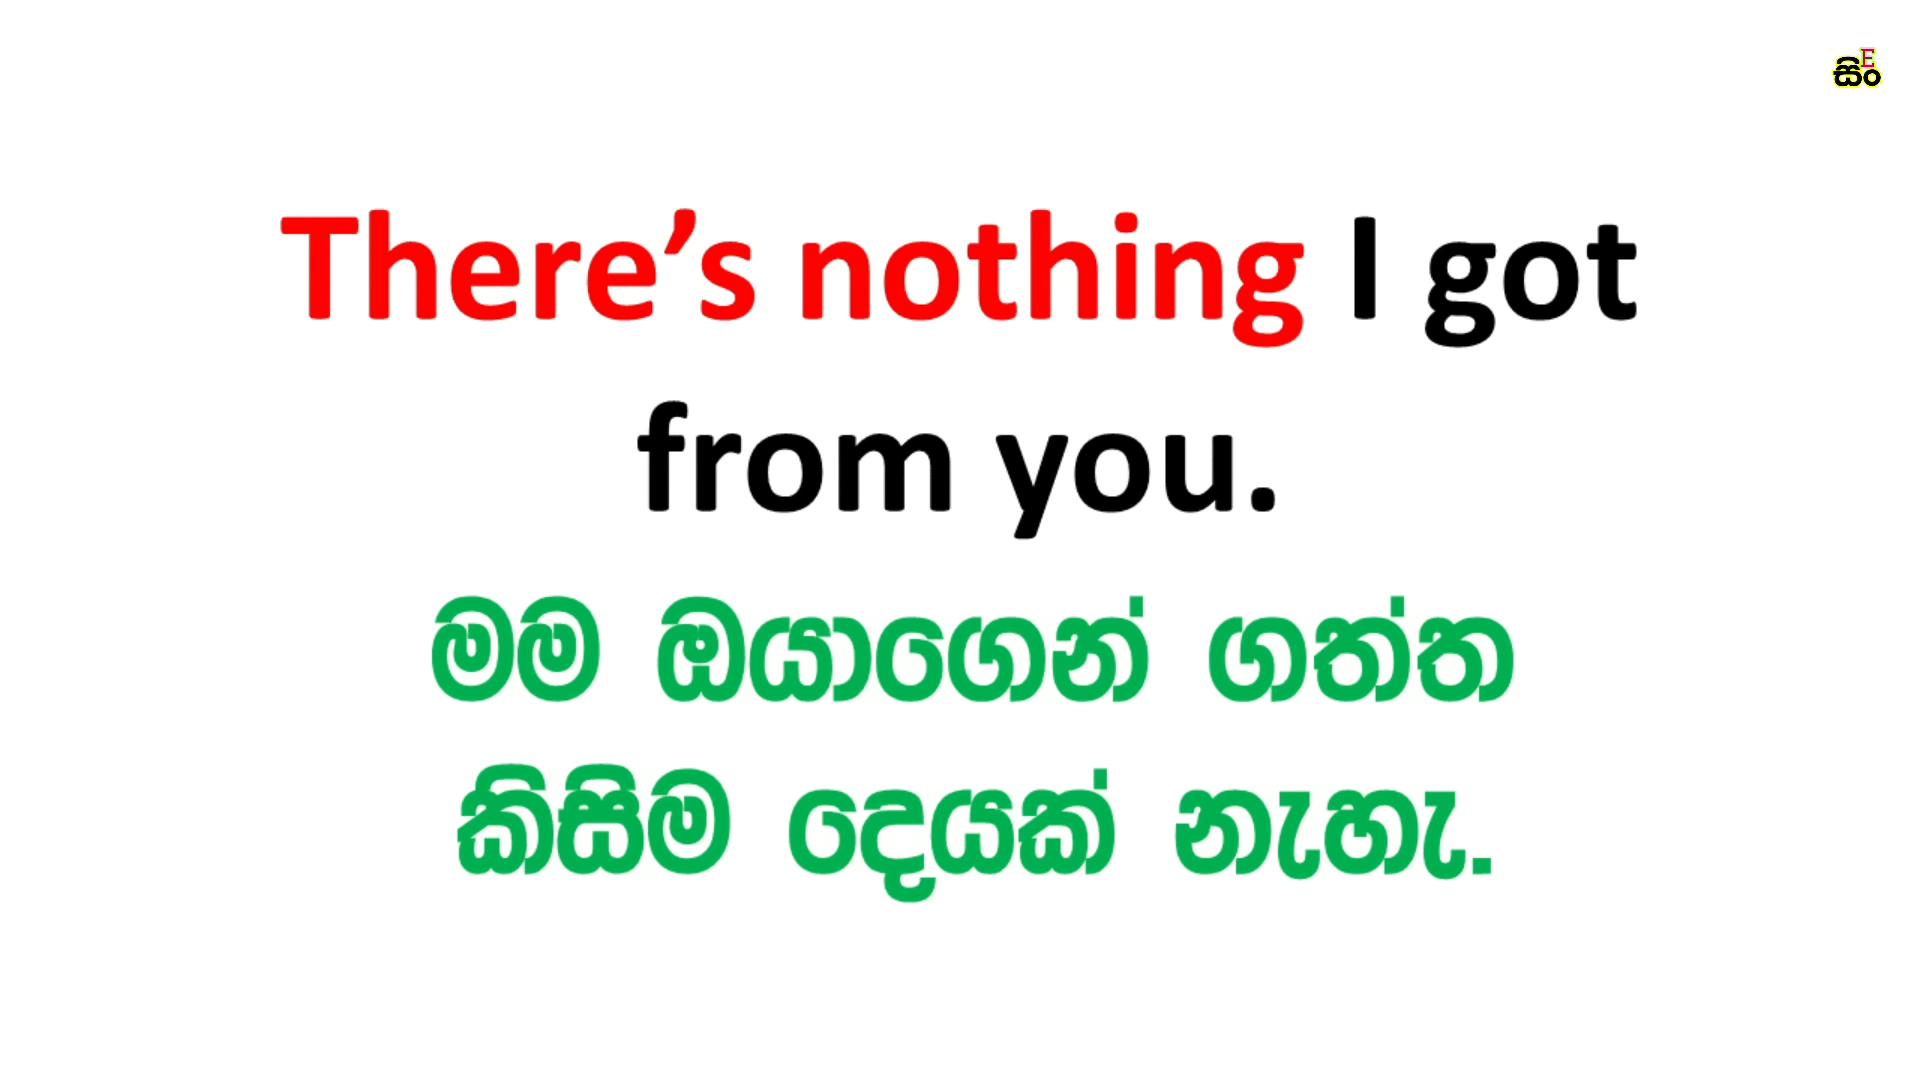 සිංE
There’s nothing I got
from you.
මම ඔයාගෙන් ගත්ත
කිසිම දෙයක් නැහැ.